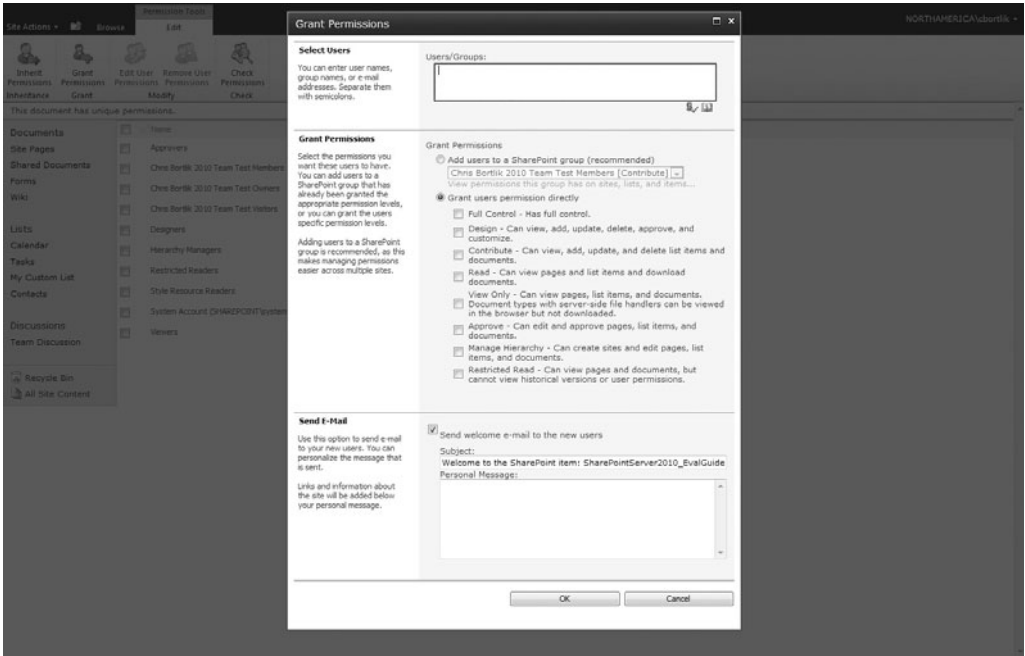 Permission Tools
Site Actions
Browse
Edit
NORTHAMERICA\cbortlik
Inherit Permissions
Grant Permissions
Edit User Permissions
Remove User Permissions
Check Permissions
Inheritance
Grant
Modify
Check
This document has unique permissions.
Documents
Site Pages
Shared Documents
Forms
Wiki
Lists
Calendar
Tasks
My Custom List
Contacts
Discussions
Team Discussion
Recycle Bin
All Site Content
Name
Approvers
Chris Bortlik 2010 Team Test Members
Chris Bortlik 2010 Team Test Owners
Chris Bortlik 2010 Team Test Visitors
Designers
Hierarchy Managers
Restricted Readers
Style Resource Readers
System Account (SHAREPOINT\system
Viewers
Grant Permissions
Select Users
You can enter user names,
group names, or e-mail
addresses. Separate them
with semicolons.
Users/Groups:
Grant Permissions
Select the permissions you
want these users to have.
You can add users to a
SharePoint group that has
already been granted the
appropriate permission levels,
or you can grant the users
specific permission levels.
Adding users to a SharePoint
group is recommended, as this
makes managing permissions
easier across multiple sites.
Grant Permissions
Add users to a SharePoint group (recommended)
Chris Bortlik 2010 Team Test Members [Contribute]
View permissions this group has on sites, lists, and items...
Grant users permission directly
Full Control - Has full control.
Design - Can view, add, update, delete, approve, and
customize.
Contribute - Can view, add, update, and delete list items and
documents.
Read - Can view pages and list items and download
documents.
View Only - Can view pages, list items, and documents.
Document types with server-side file handlers can be viewed
in the browser but not downloaded.
Approve - Can edit and approve pages, list items, and
documents.
Manage Hierarchy - Can create sites and edit pages, list
items, and documents.
Restricted Read - Can view pages and documents, but
cannot view historical versions or user permissions.
Send E-Mail
Use this option to send e-mail
to your new users. You can
personalize the message that
is sent.
Links and information about
the site will be added below
your personal message.
Send welcome e-mail to the new users
Subject:
Welcome to the SharePoint item: SharePointServer2010_EvalGuide
Personal Message:
OK
Cancel